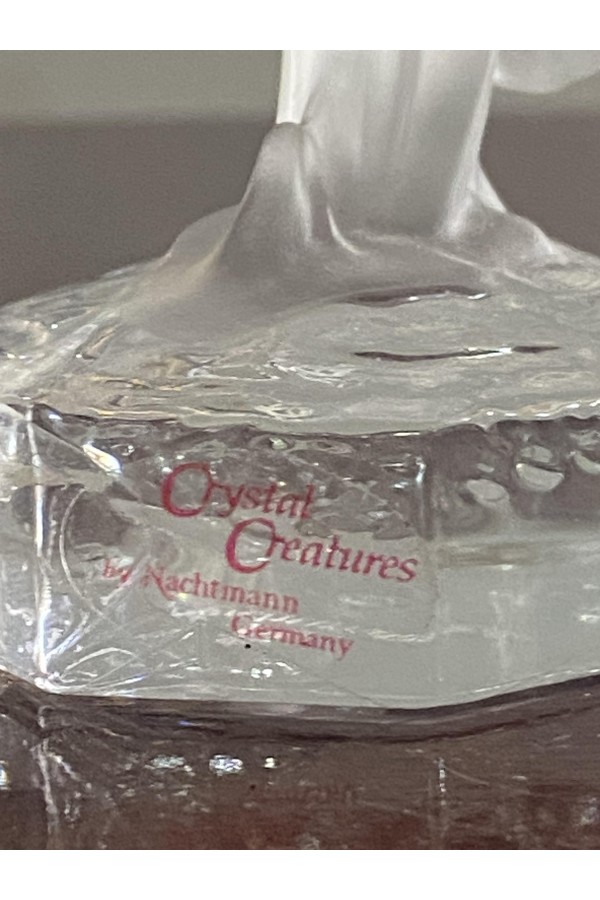 Crystal
Creatures
by Nachtmann
Germany